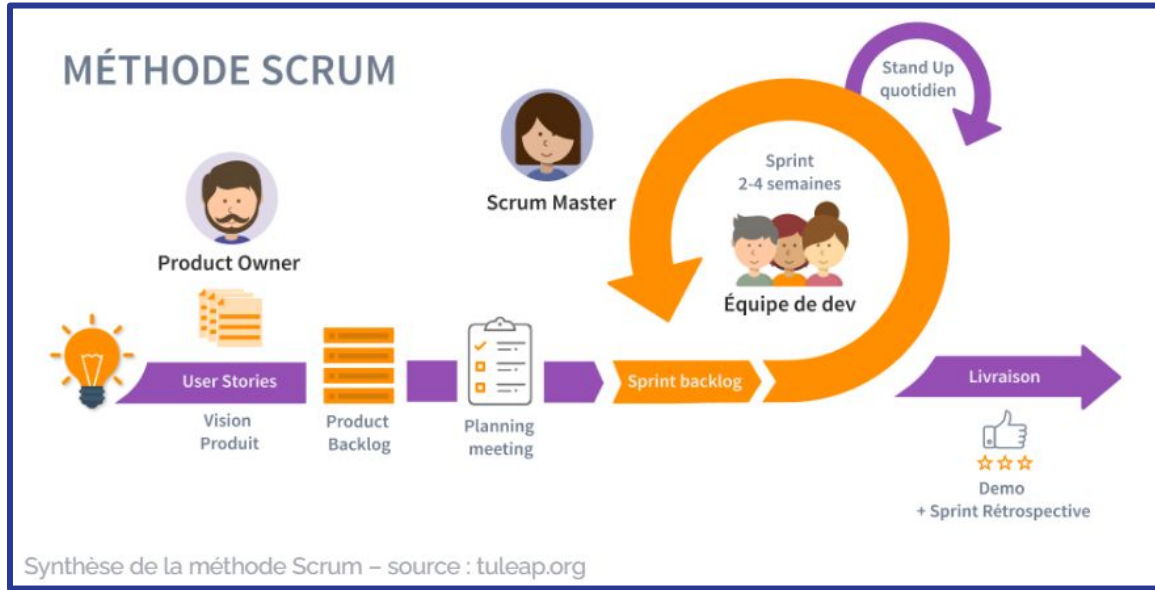 MÉTHODE SCRUM
Stand Up
quotidien
Sprint
2-4 semaines
Scrum Master
Product Owner
Équipe de dev
User Stories
Sprint backlog
Livraison
Vision
Produit
Product
Backlog
Planning
meeting
Demo
+ Sprint Rétrospective
Synthèse de la méthode Scrum – source : tuleap.org